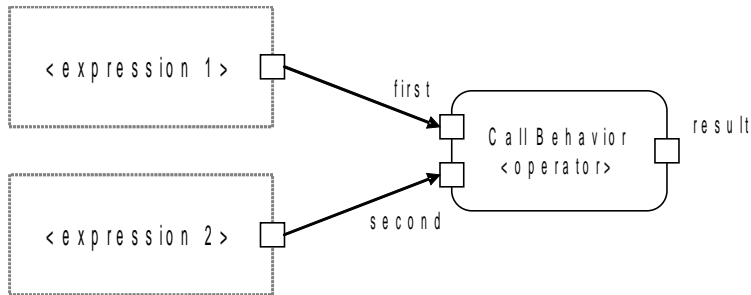 <expression 1>
first
CallBehavior
<operator>
result
<expression 2>
second